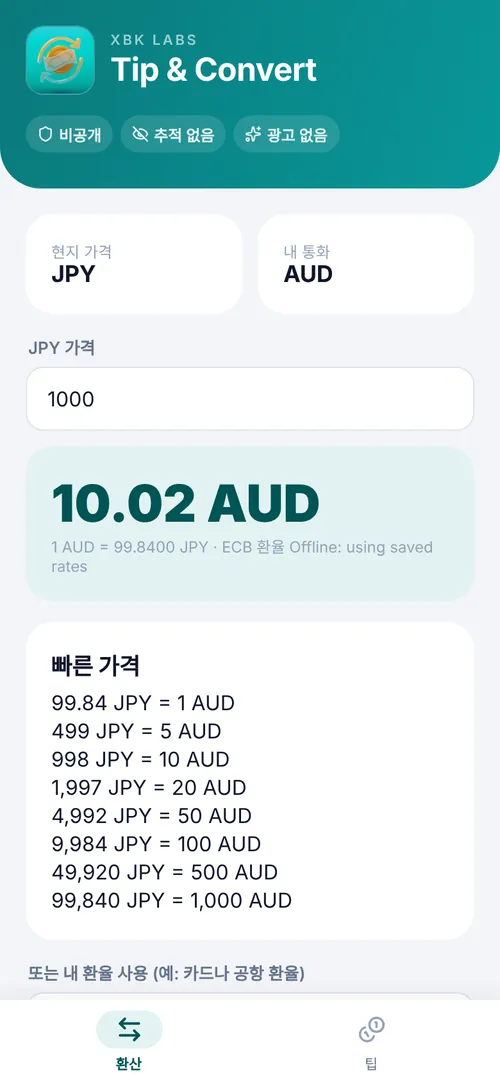 XBK LABS
Tip & Convert
비공개
추적 없음
광고 없음
현지 가격
JPY
내 통화
AUD
JPY 가격
1000
10.02 AUD
1 AUD = 99.8400 JPY · ECB 환율 Offline: using saved
rates
빠른 가격
99.84 JPY = 1 AUD
499 JPY = 5 AUD
998 JPY = 10 AUD
1,997 JPY = 20 AUD
4,992 JPY = 50 AUD
9,984 JPY = 100 AUD
49,920 JPY = 500 AUD
99,840 JPY = 1,000 AUD
또는 내 환율 사용 (예: 카드나 공항 환율)
환산
팁